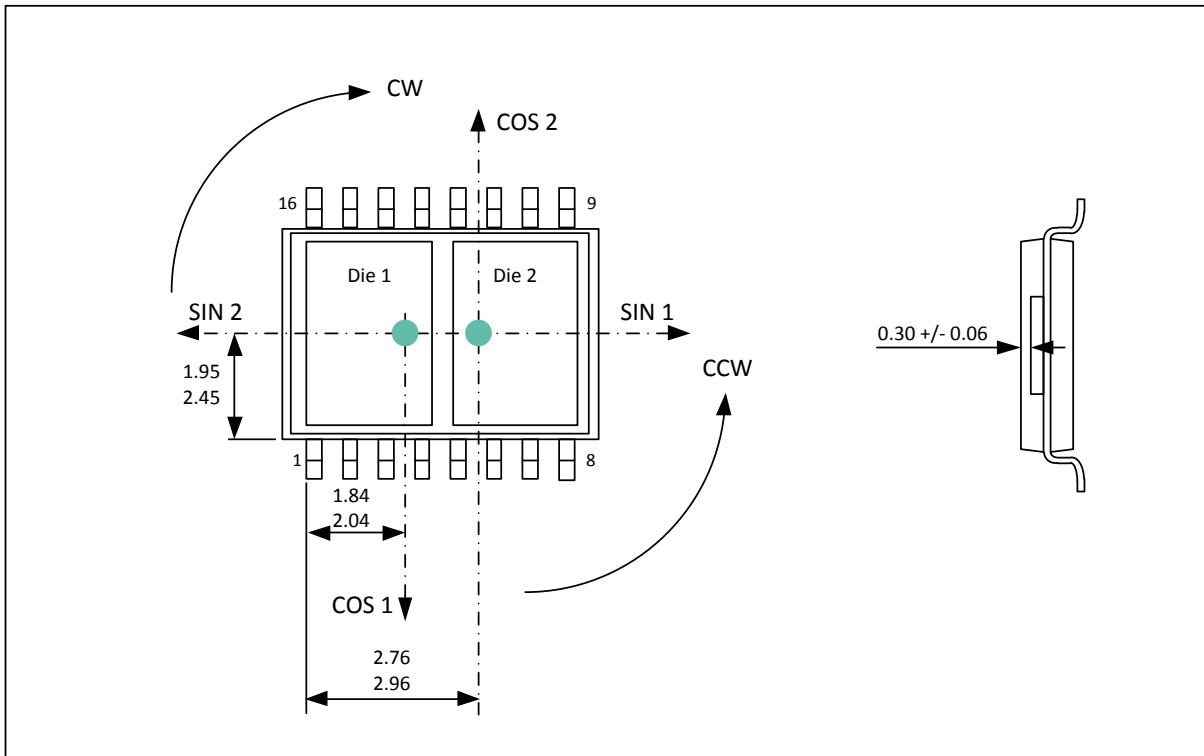 CW
COS 2
16
9
Die 1
Die 2
SIN 2
SIN 1
0.30 +/- 0.06
1.95
2.45
CCW
1
8
1.84
2.04
COS 1
2.76
2.96